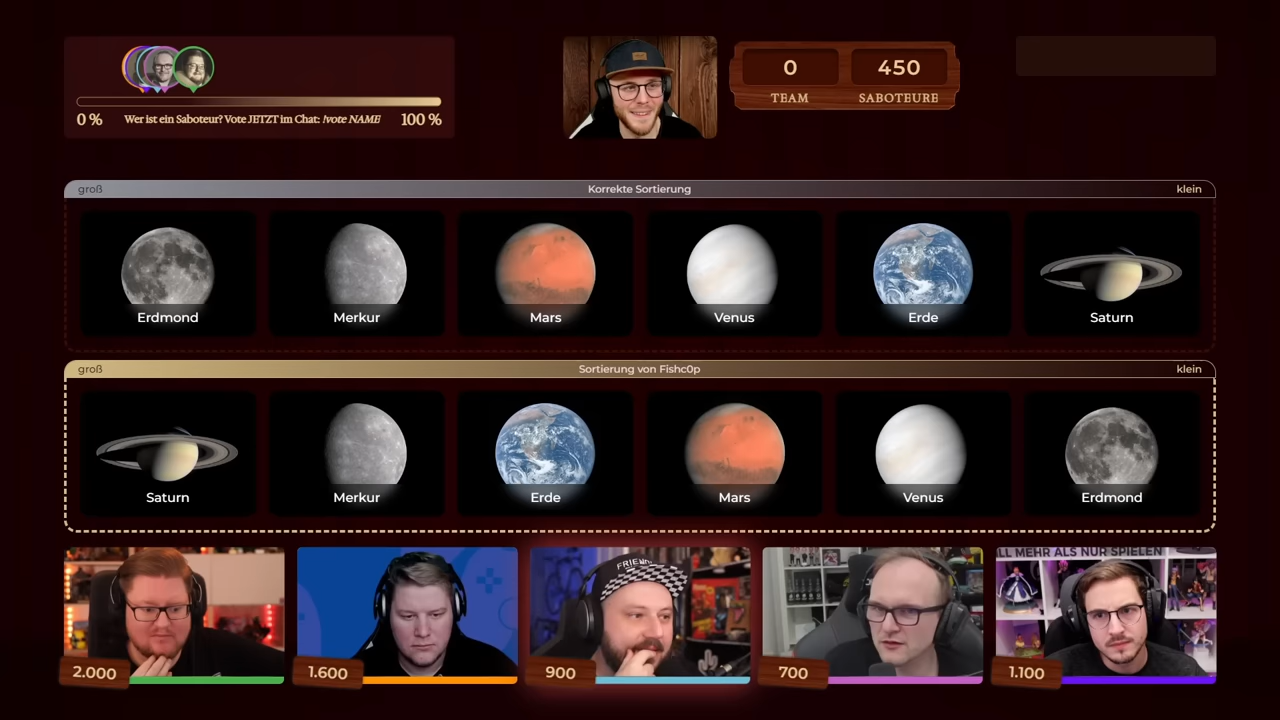 0 %
Wer ist ein Saboteur? Vote JETZT im Chat: !vote NAME
100 %
0
450
TEAM
SABOTEURE
groß
Korrekte Sortierung
klein
Erdmond
Merkur
Mars
Venus
Erde
Saturn
groß
Sortierung von Fishc0p
klein
Saturn
Merkur
Erde
Mars
Venus
Erdmond
ALL MEHR ALS NUR SPIELEN
2.000
1.600
900
700
1.100